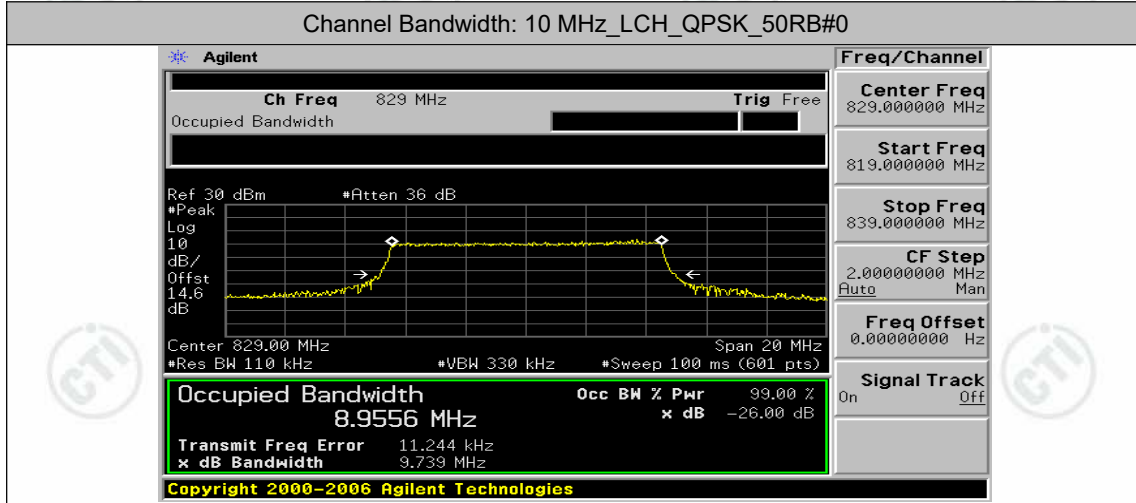 Channel Bandwidth: 10 MHz_LCH_QPSK_50RB#0
Agilent
Freq/Channel
Ch Freq 829 MHz Trig Free
Occupied Bandwidth
Center Freq
829.000000 MHz
Start Freq
819.000000 MHz
Stop Freq
839.000000 MHz
CF Step
2.00000000 MHz
Auto Man
Freq Offset
0.00000000 Hz
Signal Track
On Off
Ref 30 dBm #Atten 36 dB
#Peak
Log
10
dB/
Offst
14.6
dB
Center 829.00 MHz Span 20 MHz
#Res BW 110 kHz #VBW 330 kHz #Sweep 100 ms (601 pts)
Occupied Bandwidth Occ BW % Pwr 99.00 %
8.9556 MHz x dB -26.00 dB
Transmit Freq Error 11.244 kHz
x dB Bandwidth 9.739 MHz
Copyright 2000-2006 Agilent Technologies
CTI
CTI